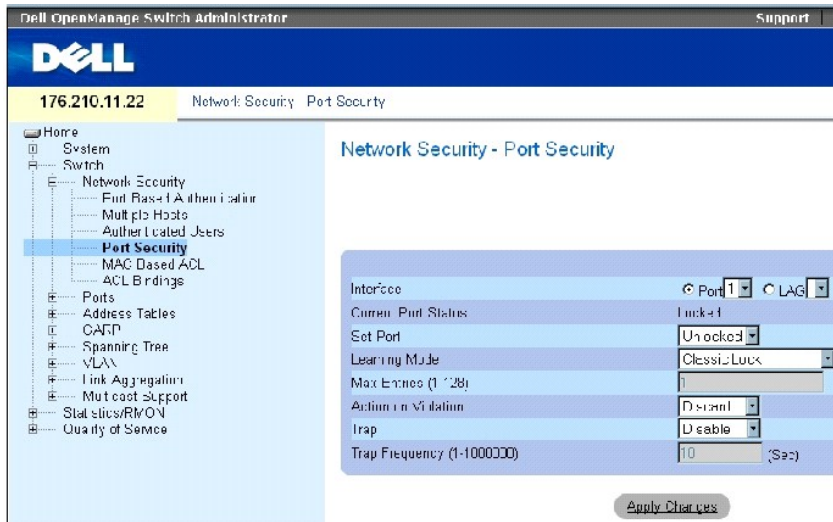 Dell OpenManage Switch Administrator Support
DELL
176.210.11.22 Network Security Port Security
Home
System
Switch
Network Security
Port Based Authentication
Multiple Hosts
Authenticated Users
Port Security
MAC Based ACL
ACL Bindings
Ports
Address Tables
GARP
Spanning Tree
VLAN
Link Aggregation
Multicast Support
Statistics/RMON
Quality of Service
Network Security - Port Security
Interface Port 1 LAG
Current Port Status Locked
Set Port Unlocked
Learning Mode Classic Lock
Max Entries (1-128) 1
Action on Violation Discard
Trap Disable
Trap Frequency (1-1000000) 10 (Sec)
Apply Changes